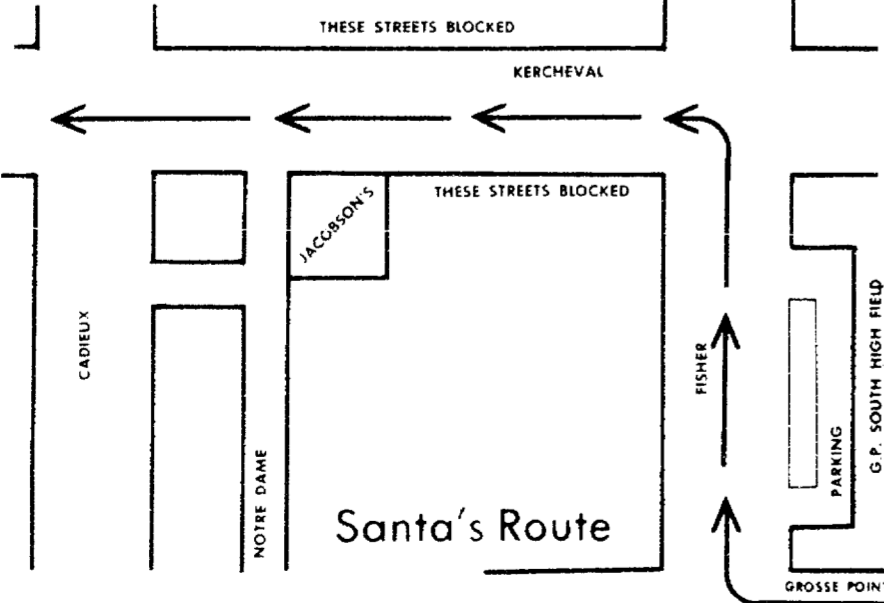 THESE STREETS BLOCKED
KERCHEVAL
JACOBSON'S
THESE STREETS BLOCKED
CADIEUX
NOTRE DAME
FISHER
PARKING
G.P. SOUTH HIGH FIELD
Santa's Route
GROSSE POIN